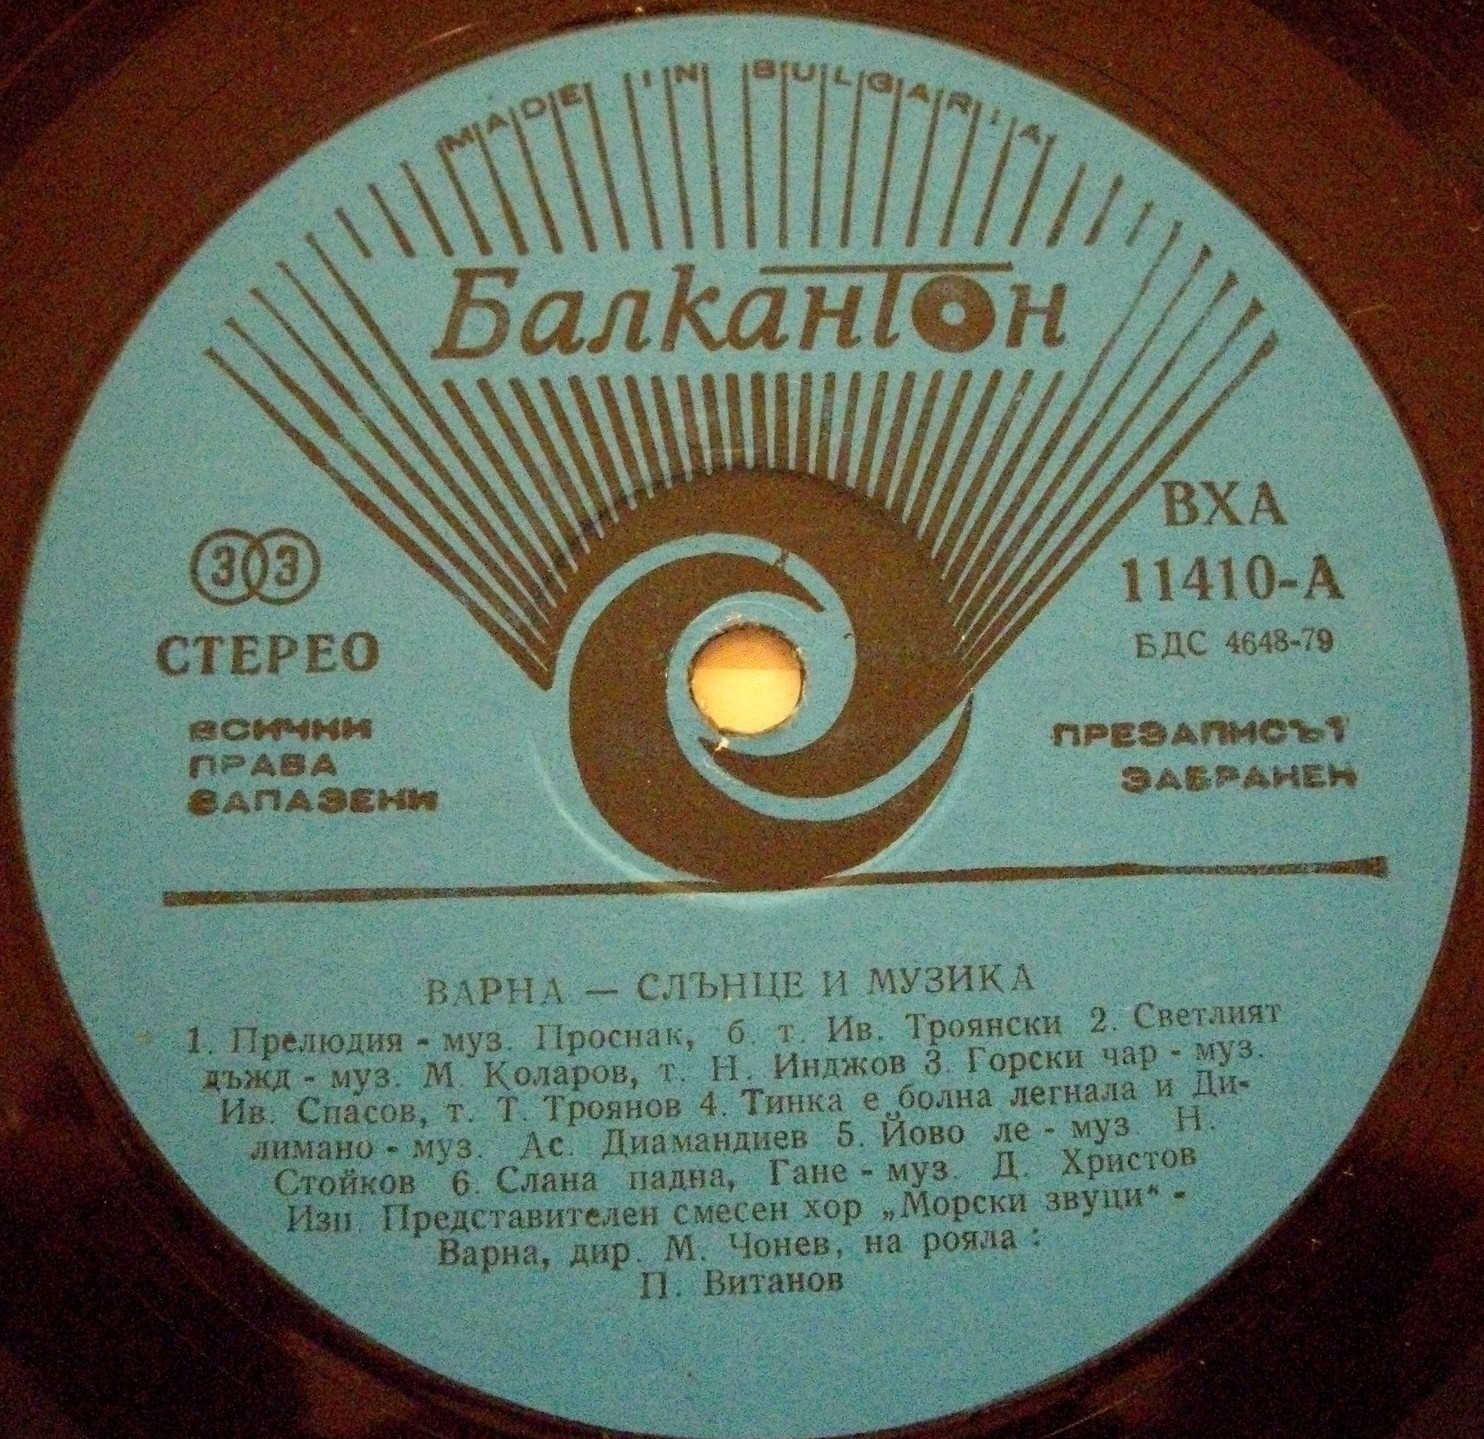 MADE IN BULGARIA
Балкантон
33
СТЕРЕО
ВСИЧКИ
ПРАВА
ЗАПАЗЕНИ
ВХА
11410-А
БДС 4648-79
ПРЕЗАПИСЪТ
ЗАБРАНЕН
ВАРНА — СЛЪНЦЕ И МУЗИКА
1. Прелюдия - муз. Проснак, б. т. Ив. Троянски 2. Светлият
дъжд - муз. М. Коларов, т. Н. Инджов 3. Горски чар - муз.
Ив. Спасов, т. Т. Троянов 4. Тинка е болна легнала и Ди-
лимано - муз. Ас. Диамандиев 5. Йово ле - муз Н.
Стойков 6. Слана падна, Гане - муз. Д. Христов
Изп. Представителен смесен хор „Морски звуци“ -
Варна, дир. М. Чонев, на рояла :
П. Витанов